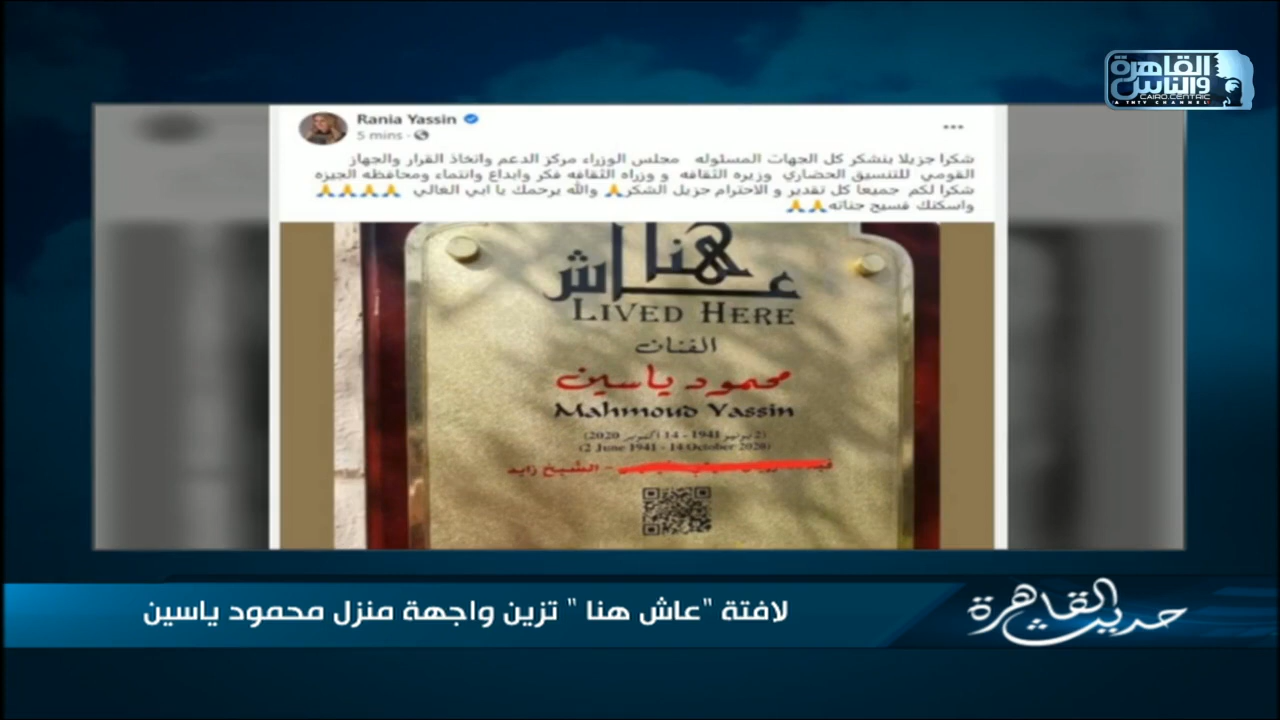 القاهرة
والناس
CAIRO.CENTRIC
A TNTV CHANNEL
Rania Yassin
5 mins ·
شكرا جزيلا بنشكر كل الجهات المسئوله مجلس الوزراء مركز الدعم واتخاذ القرار والجهاز
القومي للتنسيق الحضاري وزيره الثقافه و وزراه الثقافه فكر وابداع وانتماء ومحافظه الجيزه
شكرا لكم جميعا كل تقدير و الاحترام جزيل الشكر🙏 والله يرحمك يا ابي الغالي 🙏🙏🙏🙏
واسكنك فسيح جناته🙏🙏
عاش هنا
LIVED HERE
الفنان
محمود ياسين
Mahmoud Yassin
(2 يونيو 1941 - 14 أكتوبر 2020)
(2 June 1941 - 14 October 2020)
- الشيخ زايد
لافتة "عاش هنا " تزين واجهة منزل محمود ياسين
حديث القاهرة